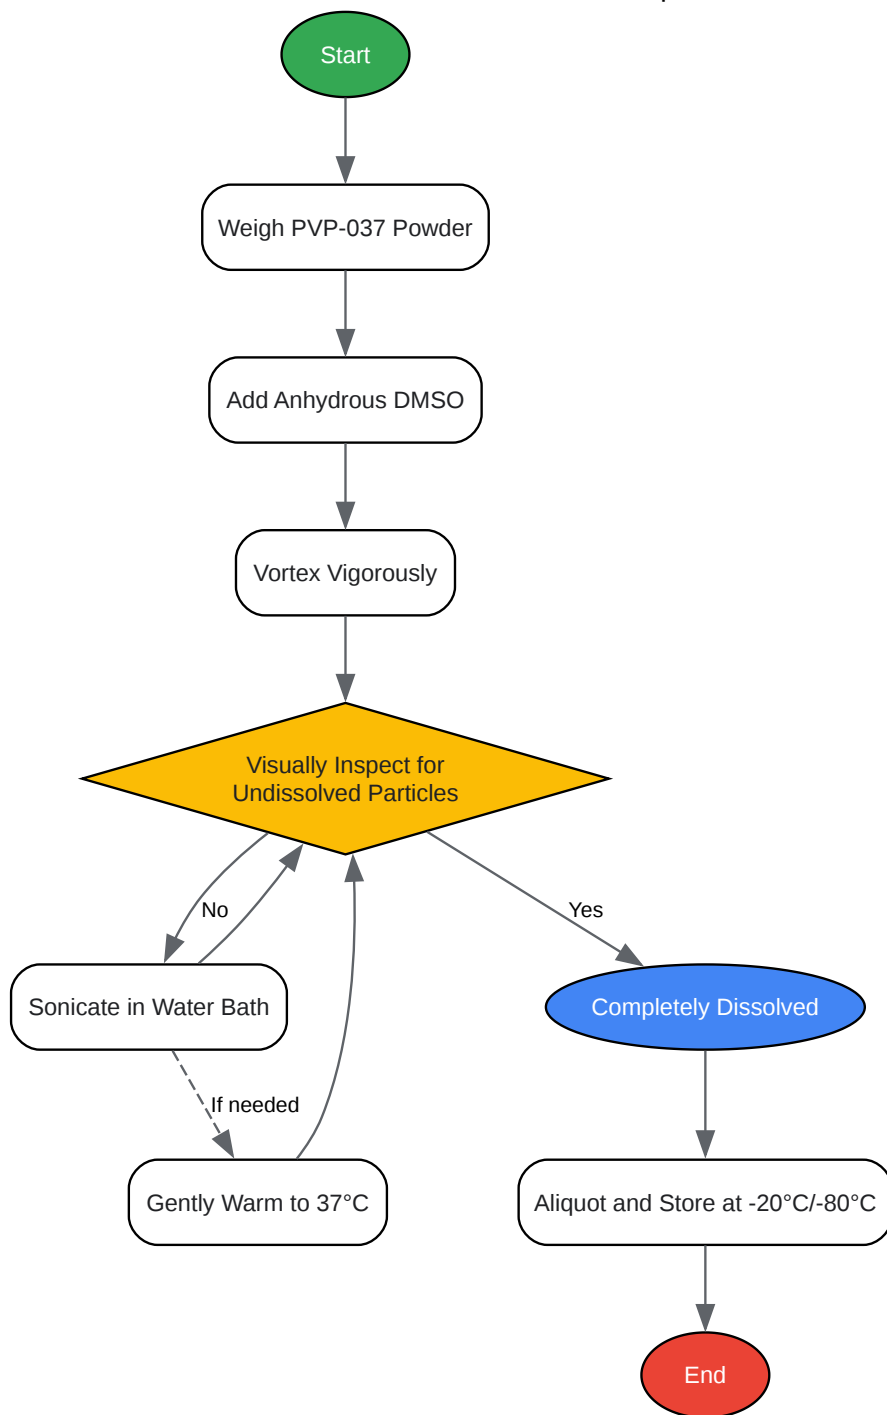 Start
Weigh PVP-037 Powder
Add Anhydrous DMSO
Vortex Vigorously
Visually Inspect for
Undissolved Particles
No
Yes
Sonicate in Water Bath
Completely Dissolved
If needed
Gently Warm to 37°C
Aliquot and Store at -20°C/-80°C
End